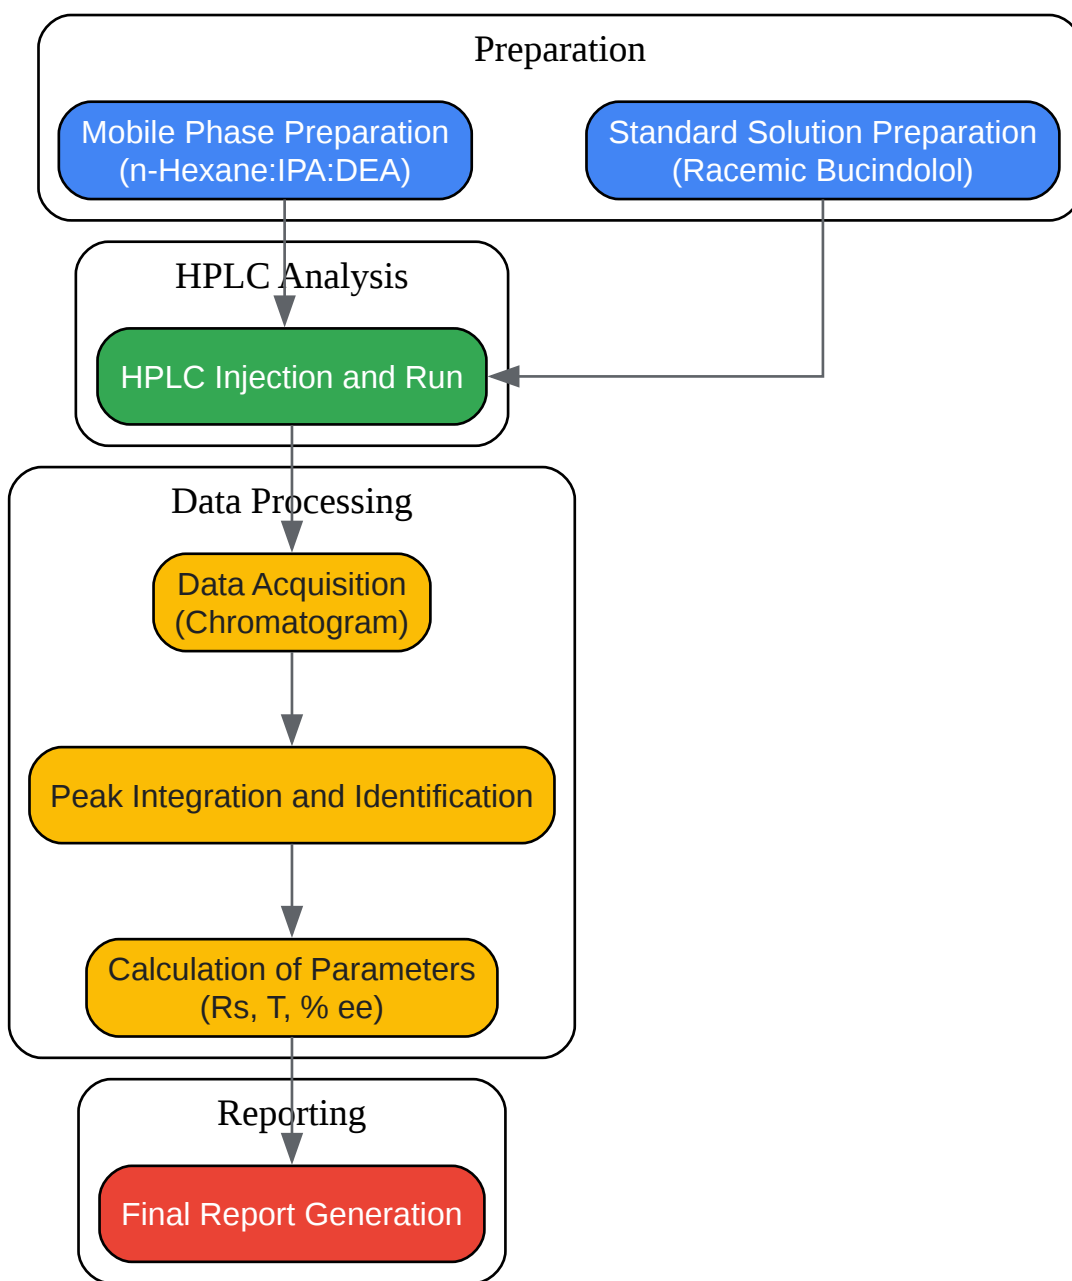 Preparation
Mobile Phase Preparation
(n-Hexane:IPA:DEA)
Standard Solution Preparation
(Racemic Bucindolol)
HPLC Analysis
HPLC Injection and Run
Data Processing
Data Acquisition
(Chromatogram)
Peak Integration and Identification
Calculation of Parameters
(Rs, T, % ee)
Reporting
Final Report Generation